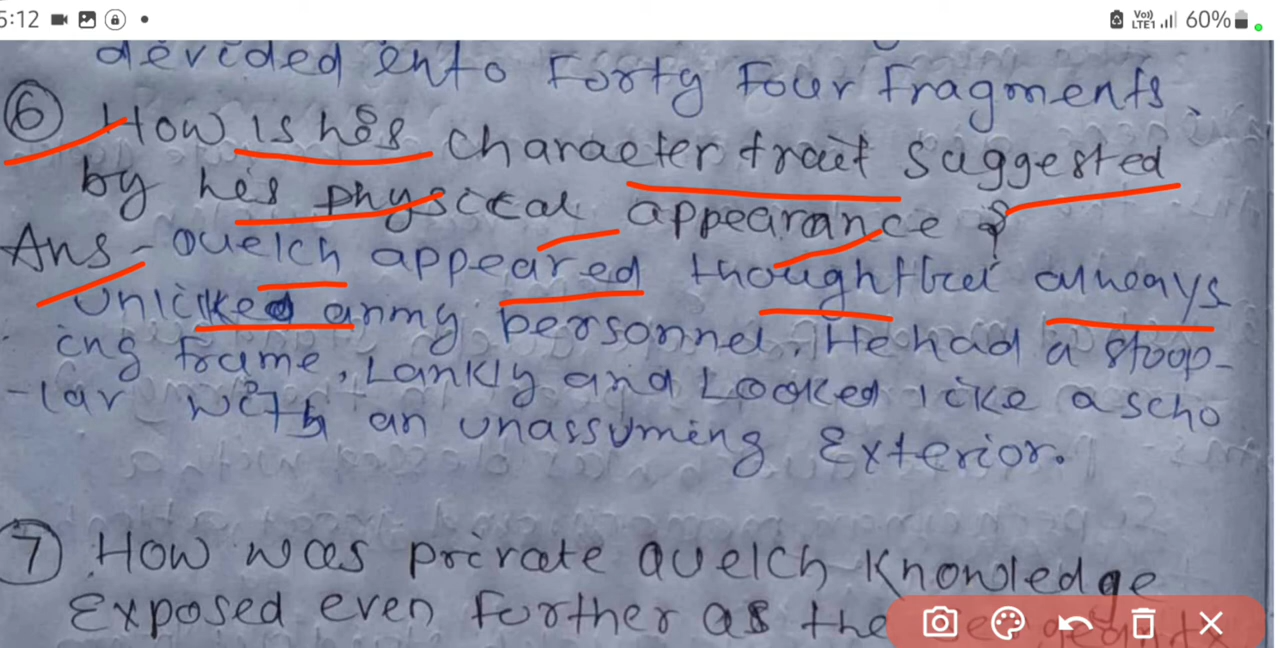 5:12
Vo))
LTE1
60%
devided into Forty Four Fragments.
6 How is his Character trait suggested
by his physical appearance ?
Ans - Quelch appeared thoughtful always
Unliked army personnel. He had a stoop-
ing frame, Lankly and Looked like a scho
-lar with an unassuming Exterior.
7 How was private Quelch Knowledge
Exposed even further as the